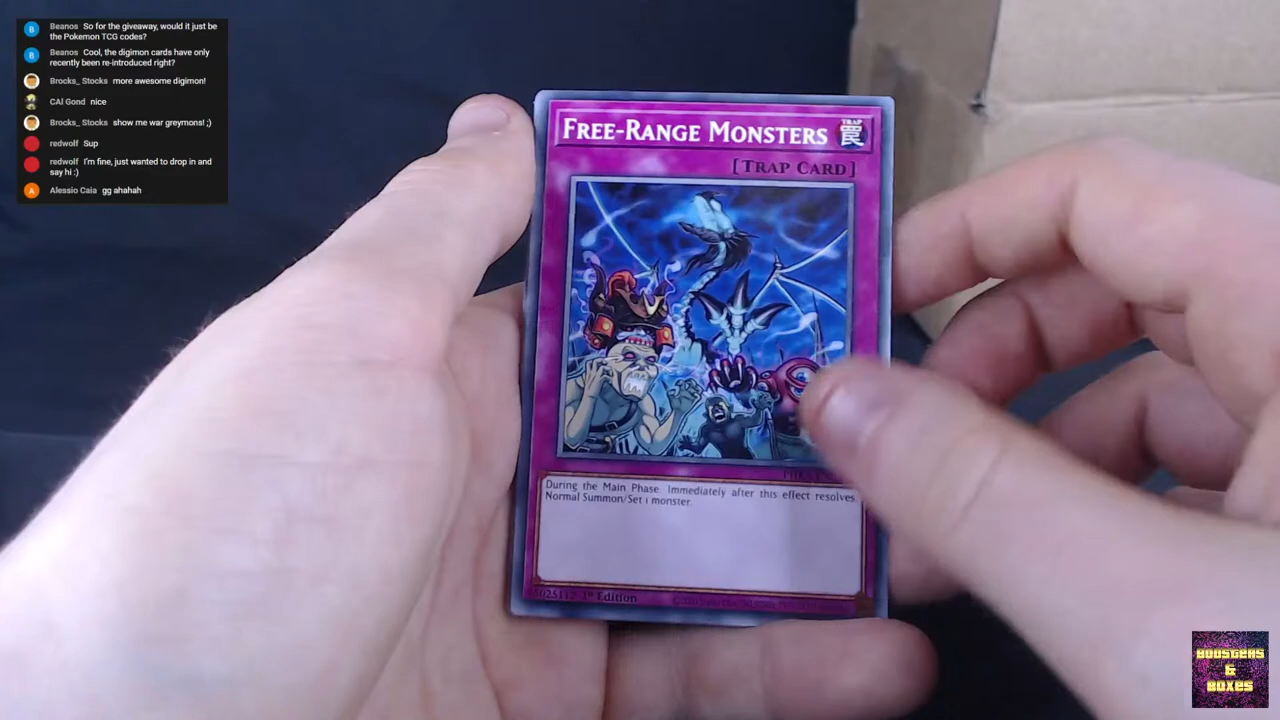 Beanos So for the giveaway, would it just be
the Pokemon TCG codes?
Beanos Cool, the digimon cards have only
recently been re-introduced right?
Brocks_Stocks more awesome digimon!
CAl Gond nice
Brocks_Stocks show me war greymons! ;)
redwolf Sup
redwolf I'm fine, just wanted to drop in and
say hi :)
Alessio Caia gg ahahah
FREE-RANGE MONSTERS
TRAP
罠
[TRAP CARD]
During the Main Phase: Immediately after this effect resolves,
Normal Summon/Set 1 monster.
1st Edition
BOOSTERS
&
BOXES